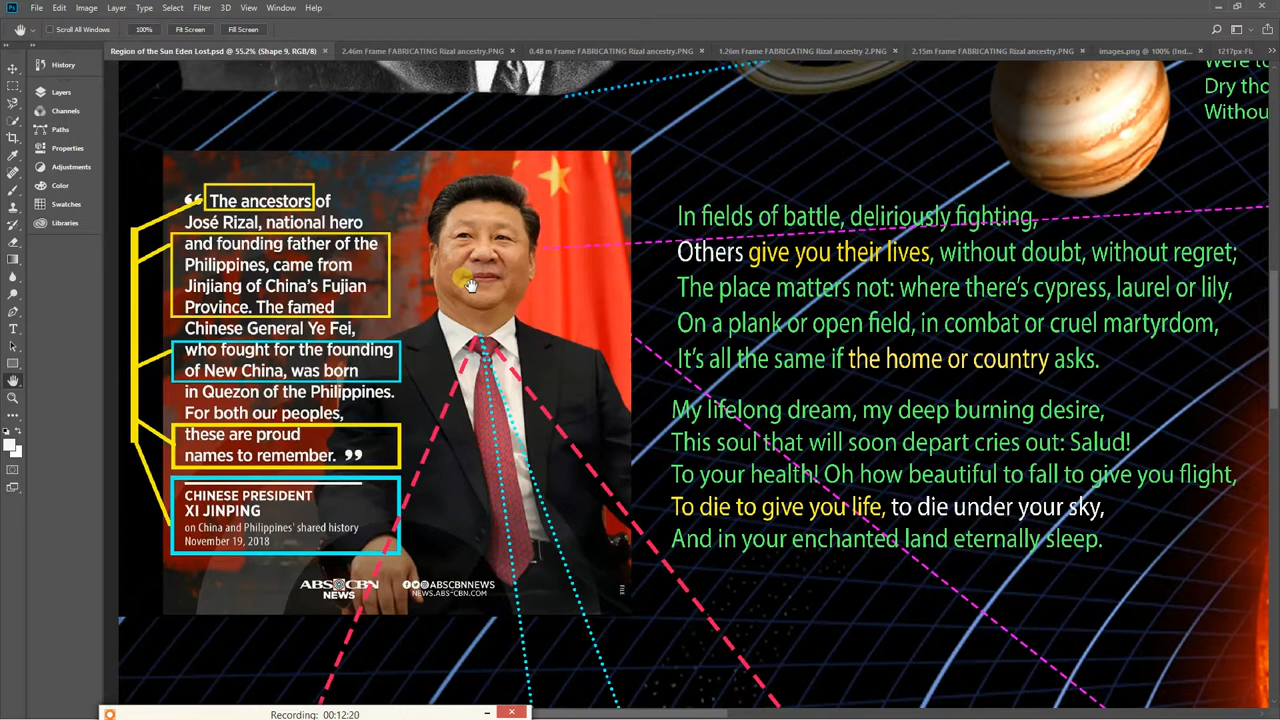 File Edit Image Layer Type Select Filter 3D View Window Help
Scroll All Windows 100% Fit Screen Fill Screen
Region of the Sun Eden Lost.psd @ 55.2% (Shape 9, RGB/8)
2.46m Frame FABRICATING Rizal ancestry.PNG
0.48 m Frame FABRICATING Rizal ancestry.PNG
1.26m Frame FABRICATING Rizal ancestry 2.PNG
2.15m Frame FABRICATING Rizal ancestry.PNG
images.png @ 100% (Ind...
History
Layers
Channels
Paths
Properties
Adjustments
Color
Swatches
Libraries
Were to
Dry tho
Withou
“ The ancestors of
José Rizal, national hero
and founding father of the
Philippines, came from
Jinjiang of China's Fujian
Province. The famed
Chinese General Ye Fei,
who fought for the founding
of New China, was born
in Quezon of the Philippines.
For both our peoples,
these are proud
names to remember. ”
CHINESE PRESIDENT
XI JINPING
on China and Philippines' shared history
November 19, 2018
ABS CBN
NEWS
ABSCBNNEWS
NEWS.ABS-CBN.COM
FILE
In fields of battle, deliriously fighting,
Others give you their lives, without doubt, without regret;
The place matters not: where there's cypress, laurel or lily,
On a plank or open field, in combat or cruel martyrdom,
It's all the same if the home or country asks.
My lifelong dream, my deep burning desire,
This soul that will soon depart cries out: Salud!
To your health! Oh how beautiful to fall to give you flight,
To die to give you life, to die under your sky,
And in your enchanted land eternally sleep.
Recording: 00:12:20